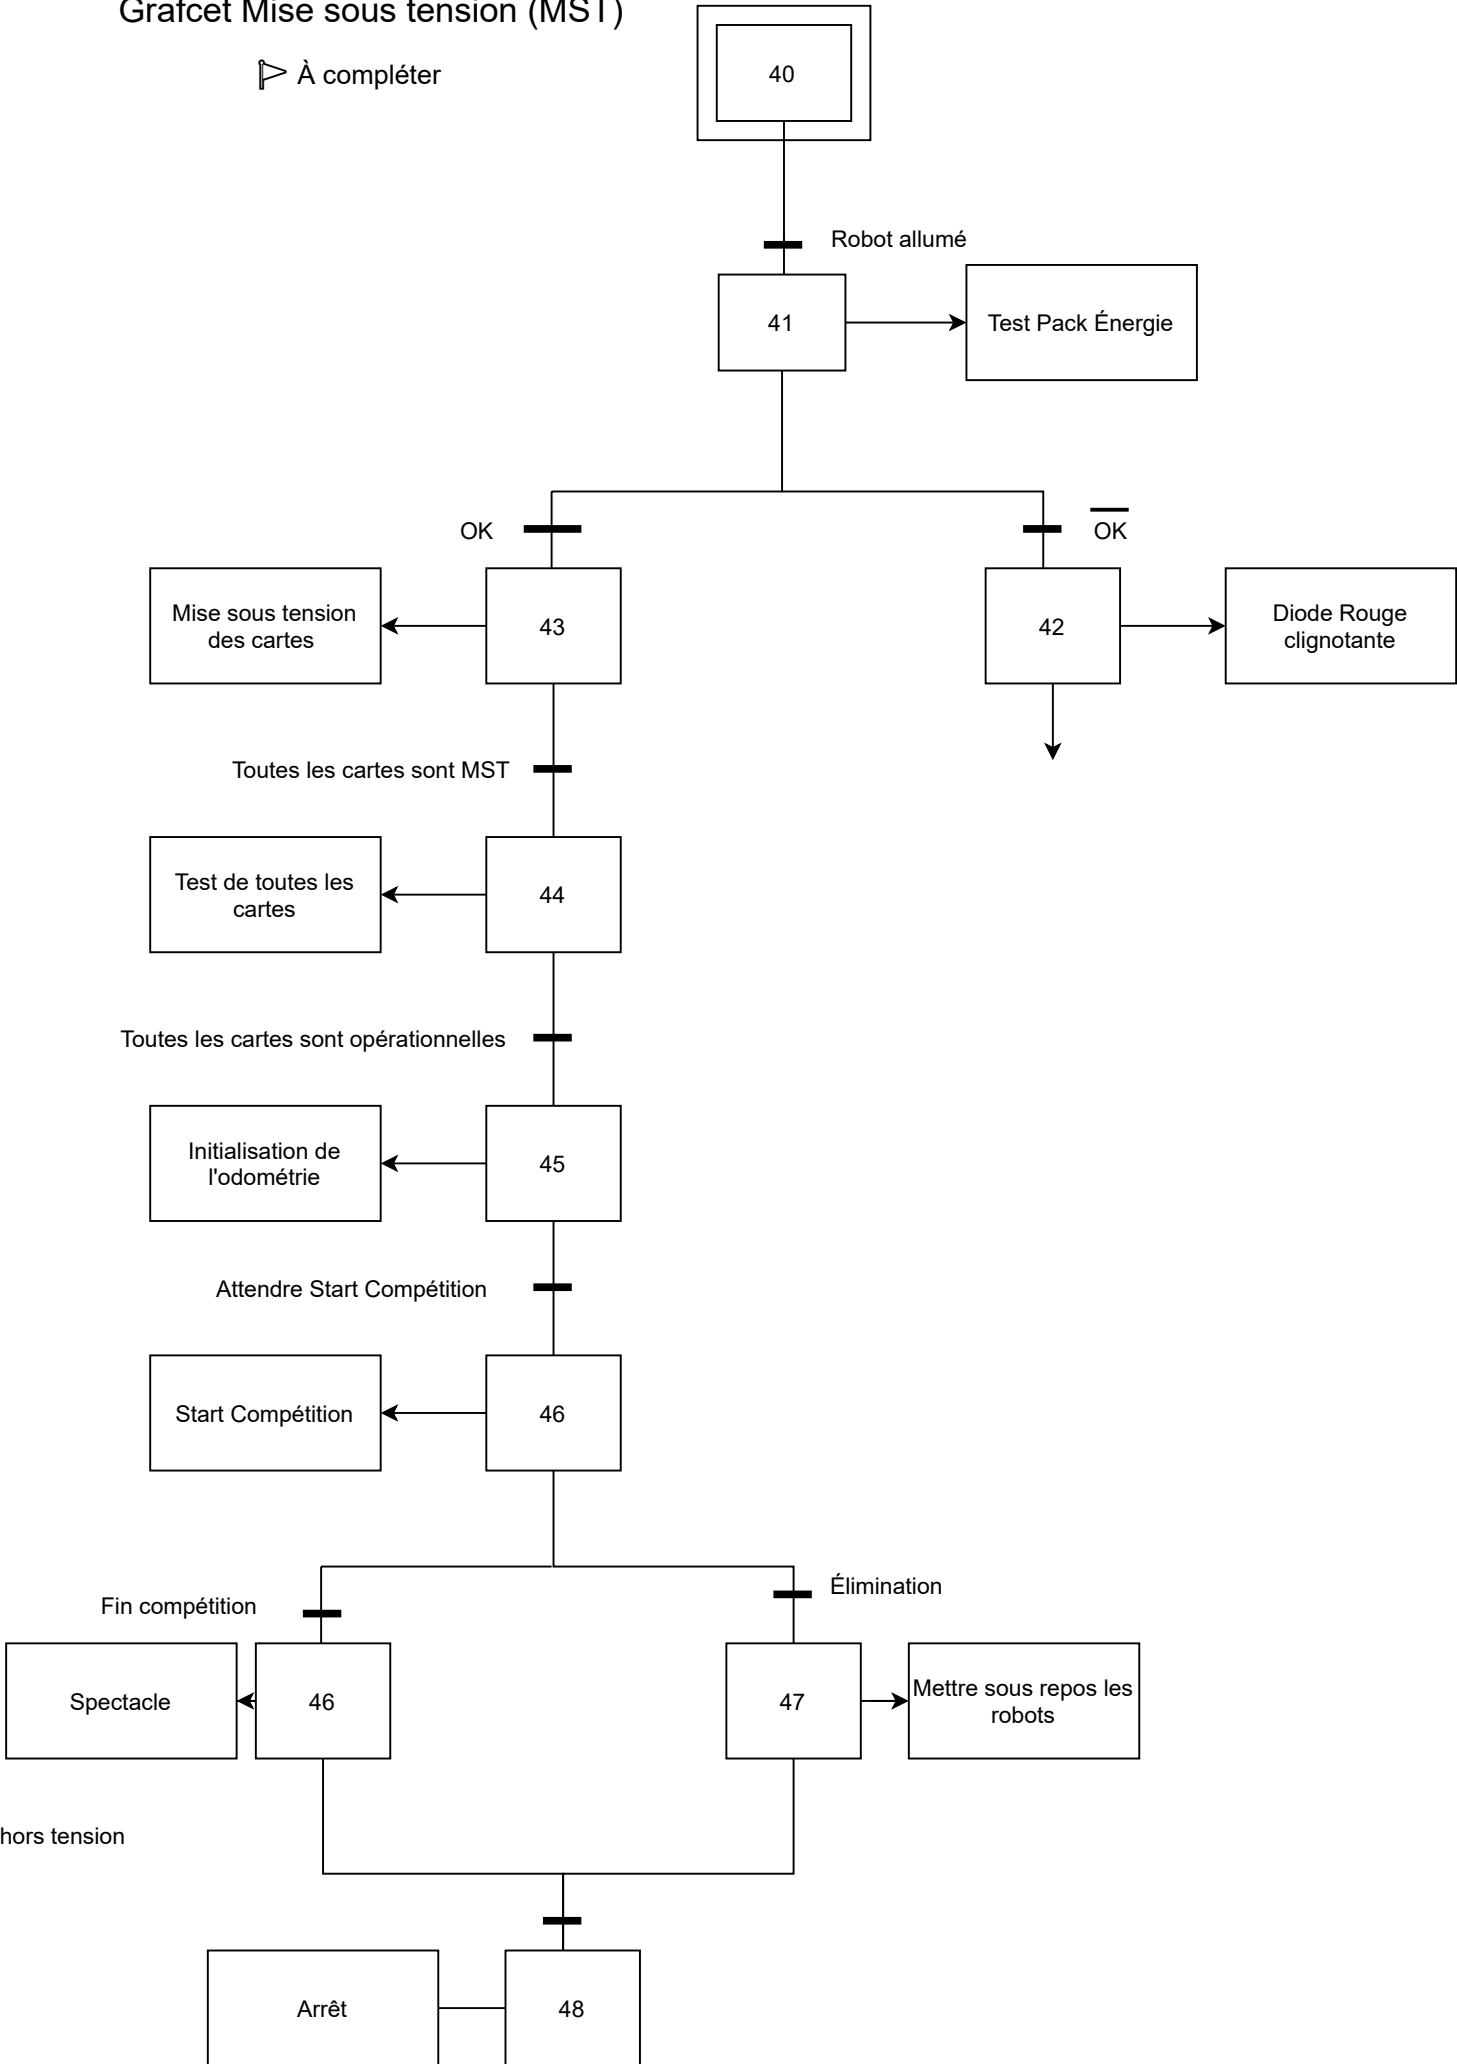 Grafcet Mise sous tension (MST)
À compléter
40
Robot allumé
41
Test Pack Énergie
OK
OK
Mise sous tension
des cartes
43
42
Diode Rouge
clignotante
Toutes les cartes sont MST
Test de toutes les
cartes
44
Toutes les cartes sont opérationnelles
Initialisation de
l'odométrie
45
Attendre Start Compétition
Start Compétition
46
Fin compétition
Élimination
Spectacle
46
47
Mettre sous repos les
robots
hors tension
Arrêt
48